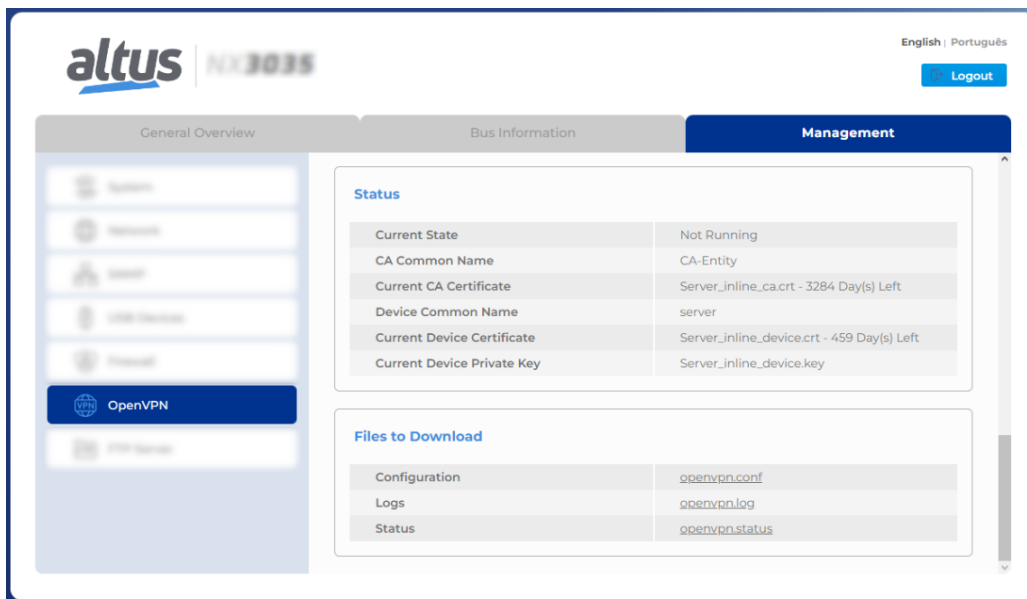 altus
English | Português
Logout
General Overview
Bus Information
Management
OpenVPN
Status
Current State Not Running
CA Common Name CA-Entity
Current CA Certificate Server_inline_ca.crt - 3284 Day(s) Left
Device Common Name server
Current Device Certificate Server_inline_device.crt - 459 Day(s) Left
Current Device Private Key Server_inline_device.key
Files to Download
Configuration openvpn.conf
Logs openvpn.log
Status openvpn.status